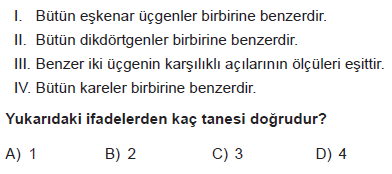 I. Bütün eşkenar üçgenler birbirine benzerdir.
II. Bütün dikdörtgenler birbirine benzerdir.
III. Benzer iki üçgenin karşılıklı açılarının ölçüleri eşittir.
IV. Bütün kareler birbirine benzerdir.
Yukarıdaki ifadelerden kaç tanesi doğrudur?
A) 1 B) 2 C) 3 D) 4